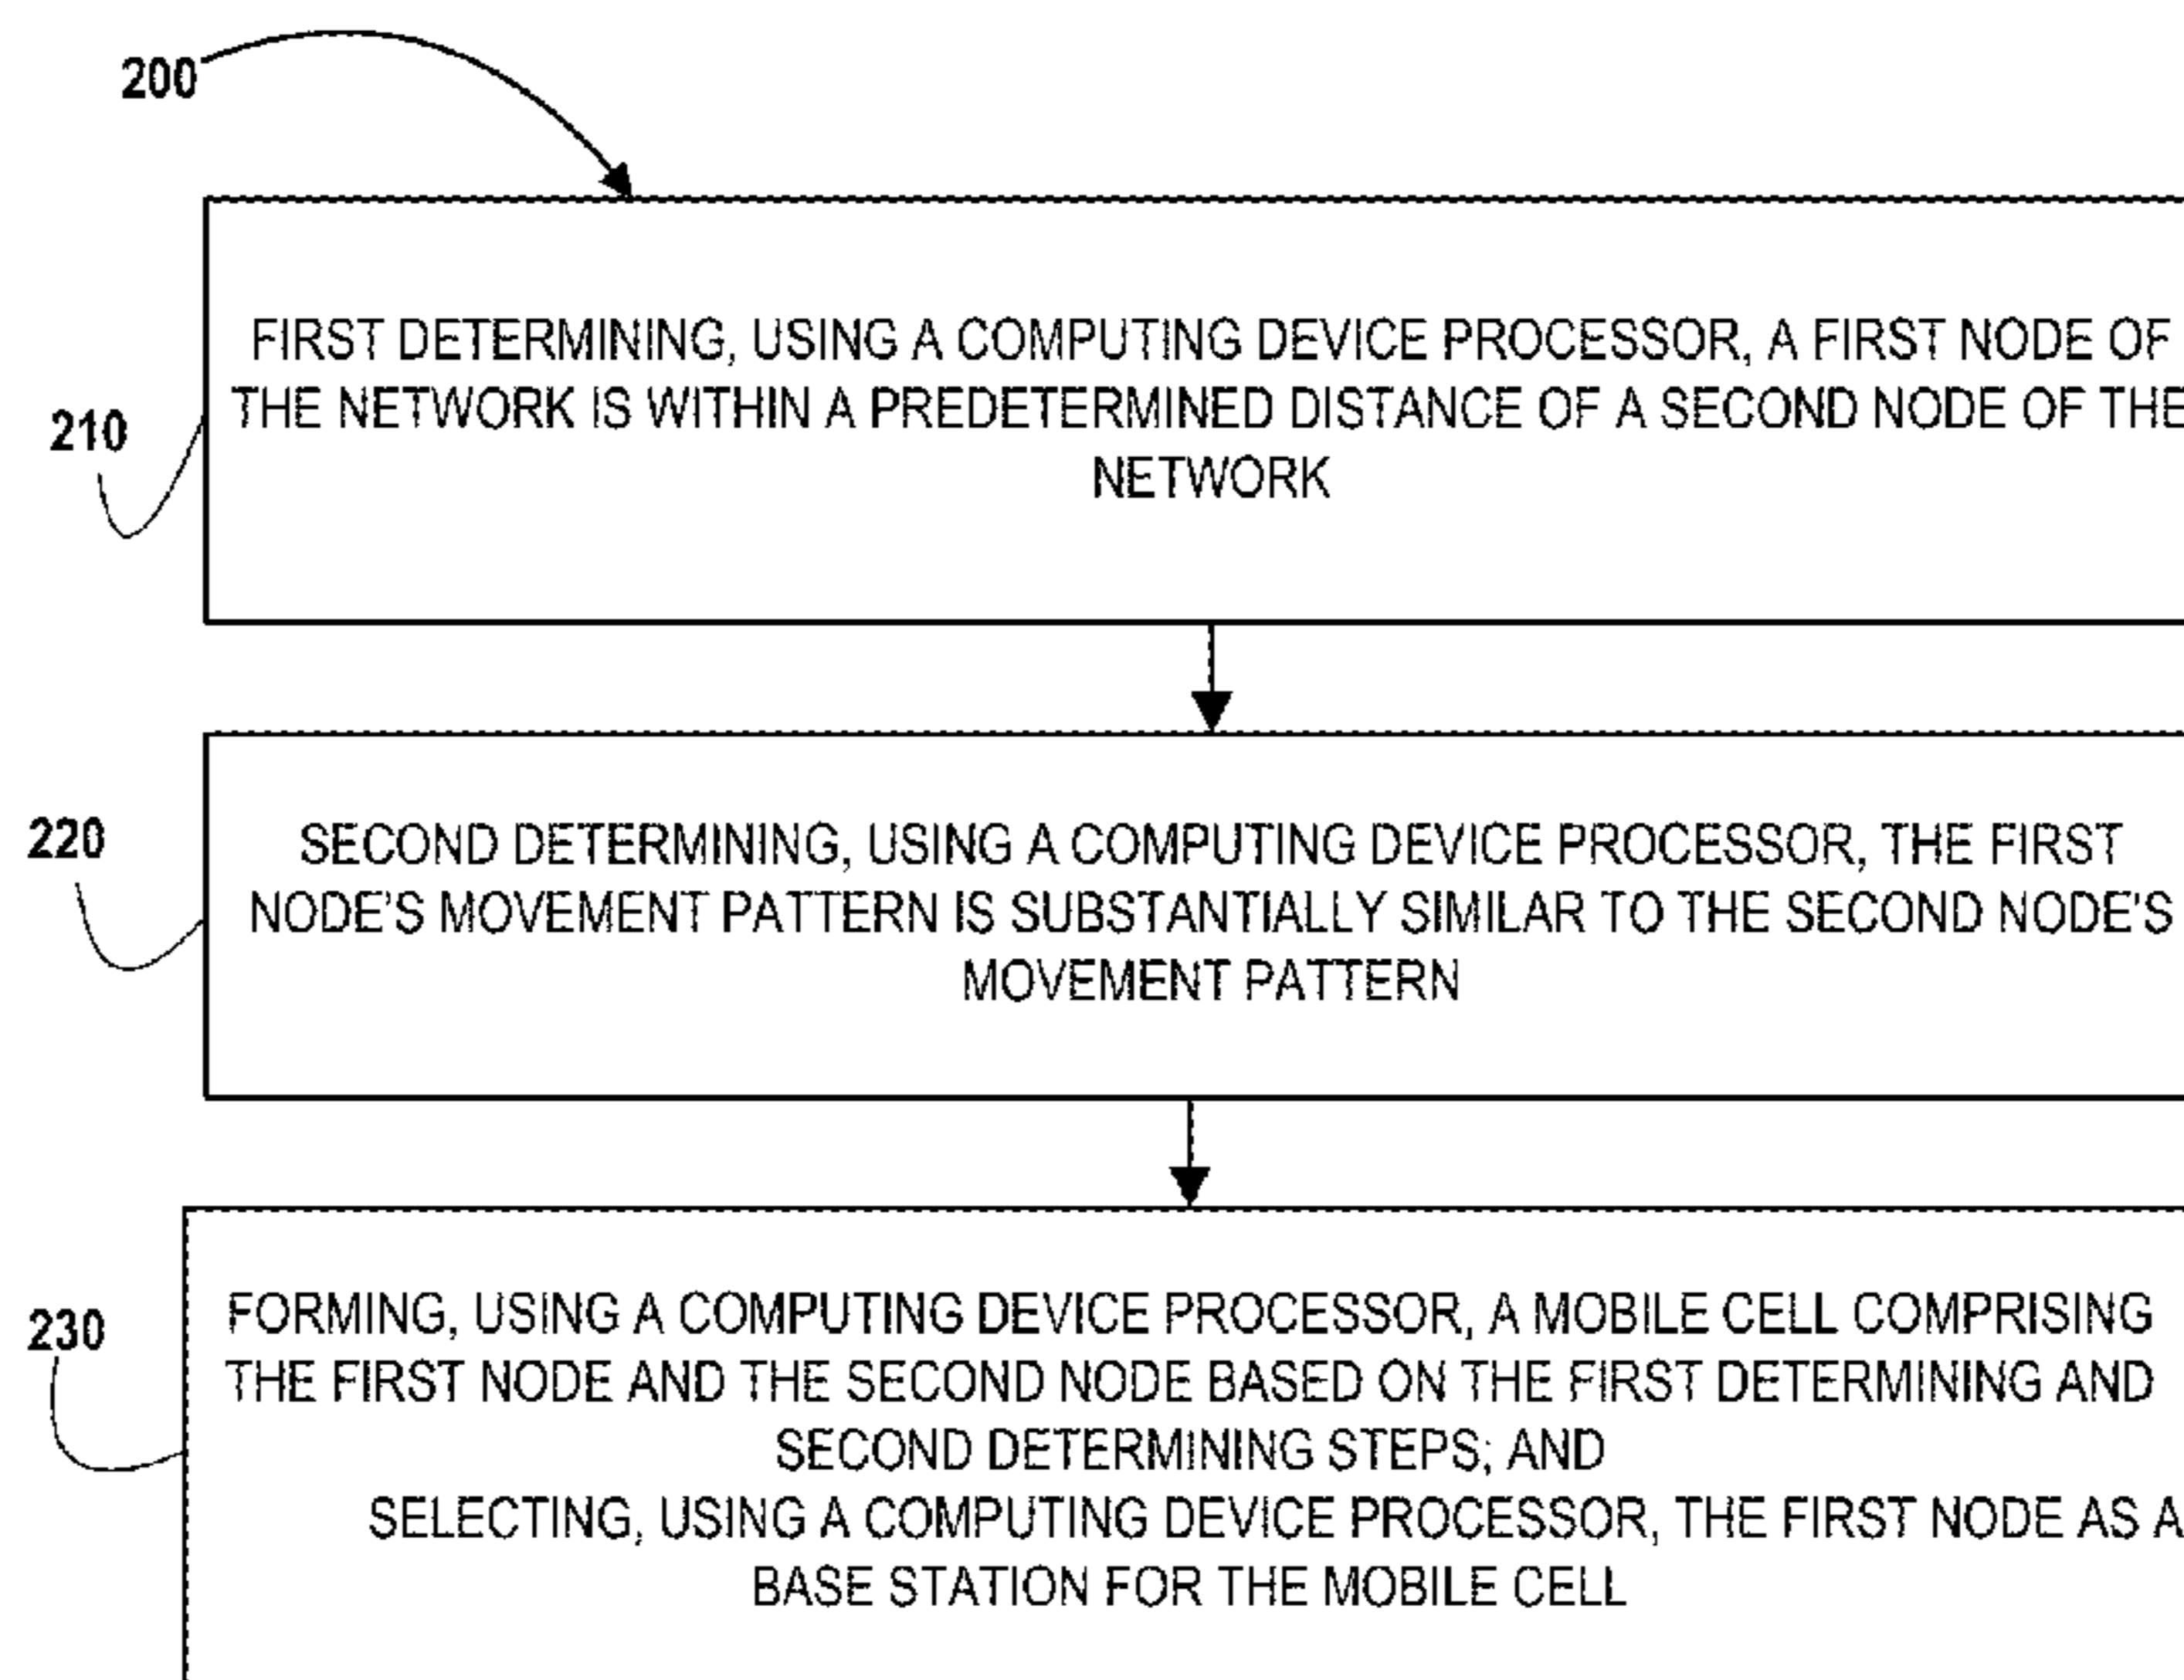 200
FIRST DETERMINING, USING A COMPUTING DEVICE PROCESSOR, A FIRST NODE OF
THE NETWORK IS WITHIN A PREDETERMINED DISTANCE OF A SECOND NODE OF THE
NETWORK
210
220
SECOND DETERMINING, USING A COMPUTING DEVICE PROCESSOR, THE FIRST
NODE'S MOVEMENT PATTERN IS SUBSTANTIALLY SIMILAR TO THE SECOND NODE'S
MOVEMENT PATTERN
230
FORMING, USING A COMPUTING DEVICE PROCESSOR, A MOBILE CELL COMPRISING
THE FIRST NODE AND THE SECOND NODE BASED ON THE FIRST DETERMINING AND
SECOND DETERMINING STEPS; AND
SELECTING, USING A COMPUTING DEVICE PROCESSOR, THE FIRST NODE AS A
BASE STATION FOR THE MOBILE CELL